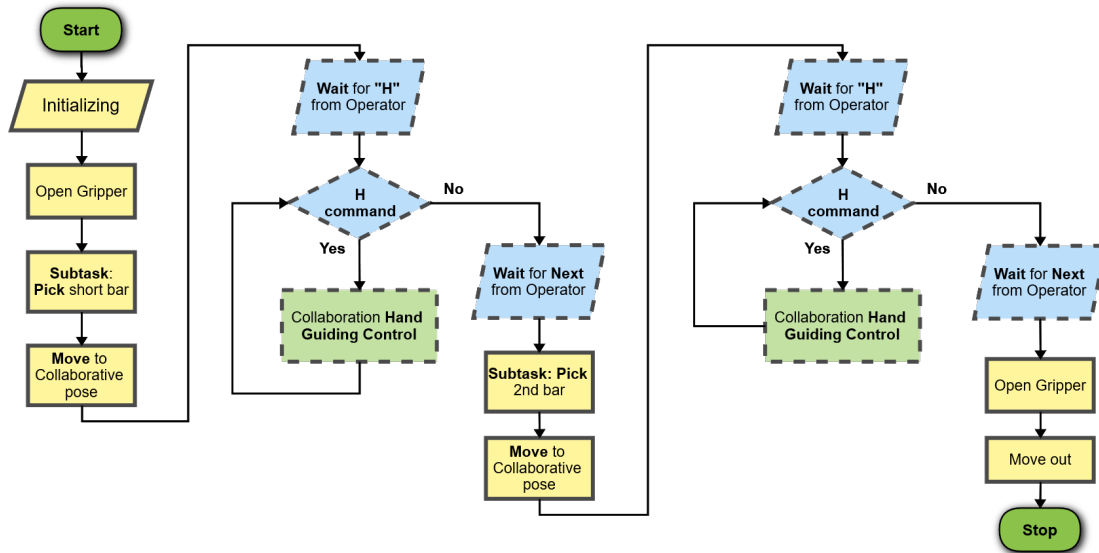 Start
Initializing
Open Gripper
Subtask:
Pick short bar
Move to
Collaborative
pose
Wait for "H"
from Operator
H
command
No
Yes
Collaboration Hand
Guiding Control
Wait for Next
from Operator
Subtask: Pick
2nd bar
Move to
Collaborative
pose
Wait for "H"
from Operator
H
command
No
Yes
Collaboration Hand
Guiding Control
Wait for Next
from Operator
Open Gripper
Move out
Stop